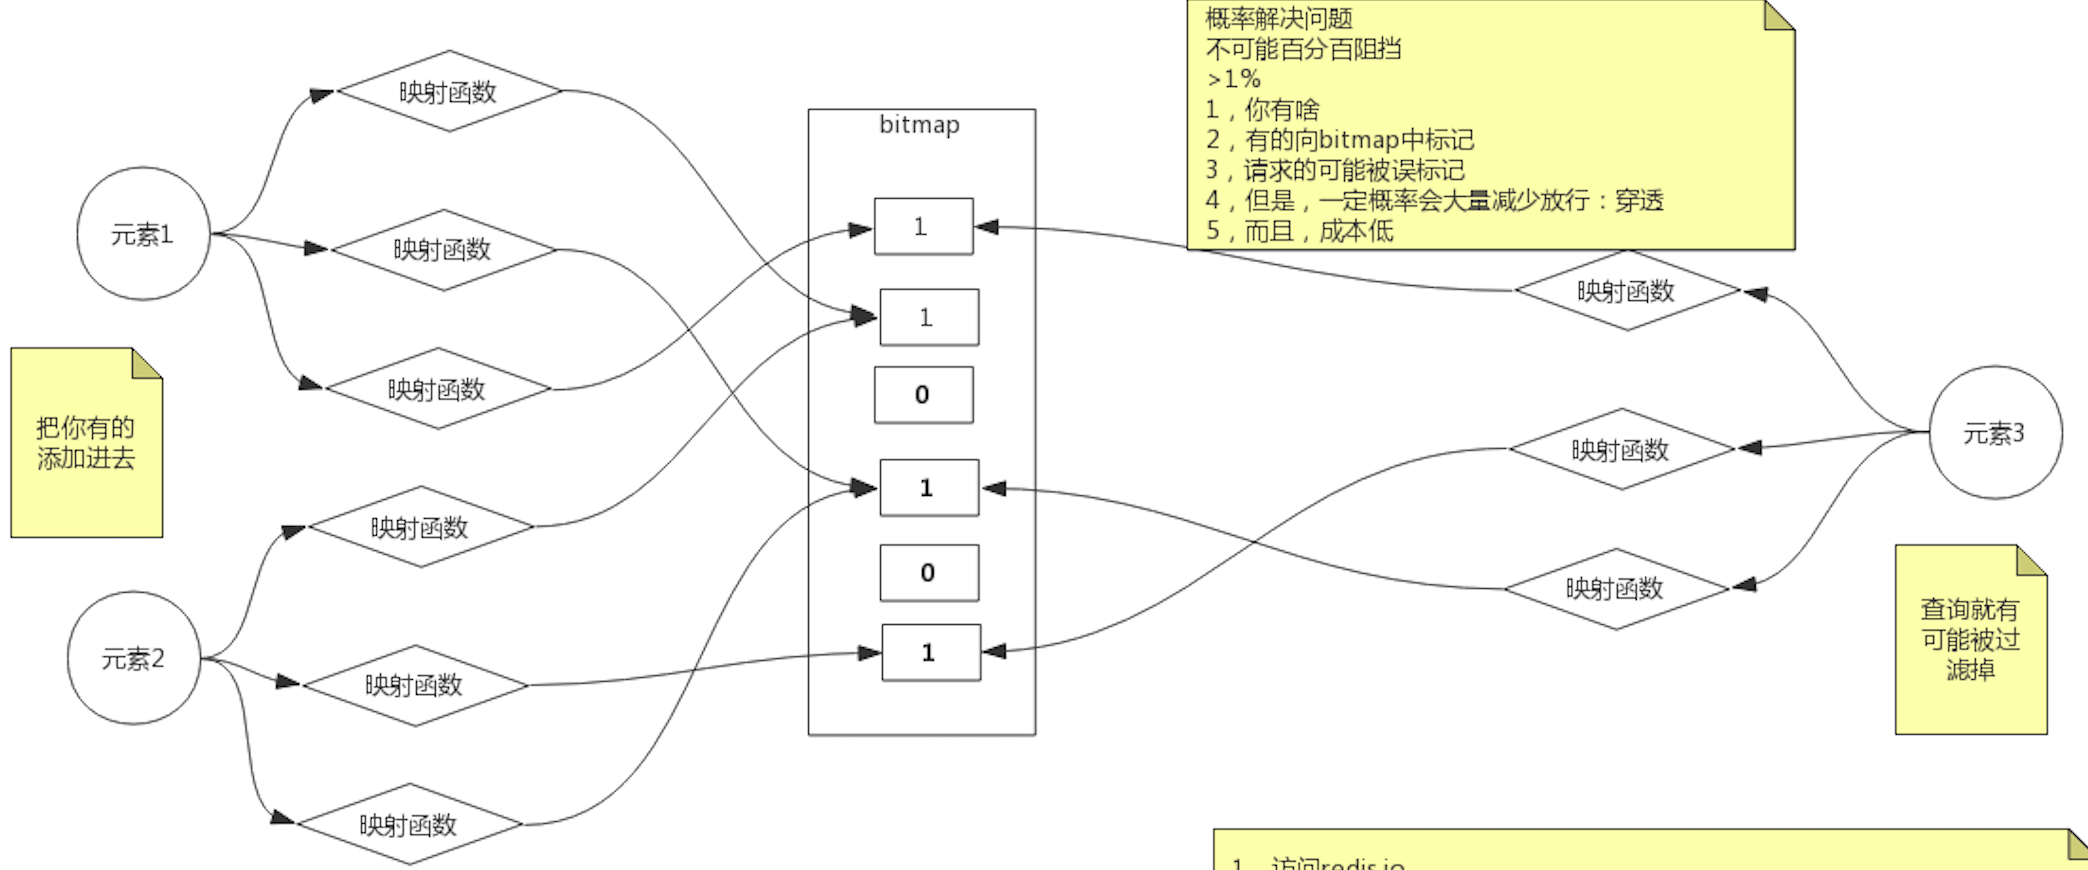 概率解决问题
不可能百分百阻挡
>1%
1，你有啥
2，有的向bitmap中标记
3，请求的可能被误标记
4，但是，一定概率会大量减少放行：穿透
5，而且，成本低
映射函数
映射函数
映射函数
元素1
把你有的
添加进去
映射函数
映射函数
映射函数
元素2
bitmap
1
1
0
1
0
1
映射函数
映射函数
映射函数
元素3
查询就有
可能被过
滤掉
1，访问redis.io